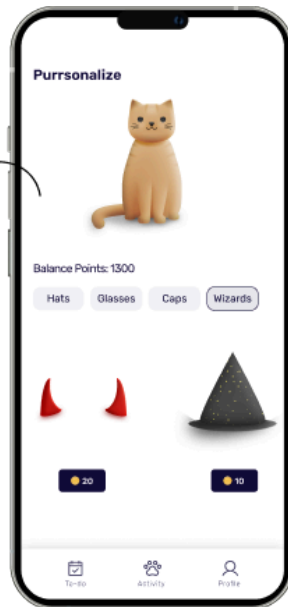 Purrsonalize
Balance Points: 1300
Hats Glasses Caps Wizards
20 10
To-do Activity Profile